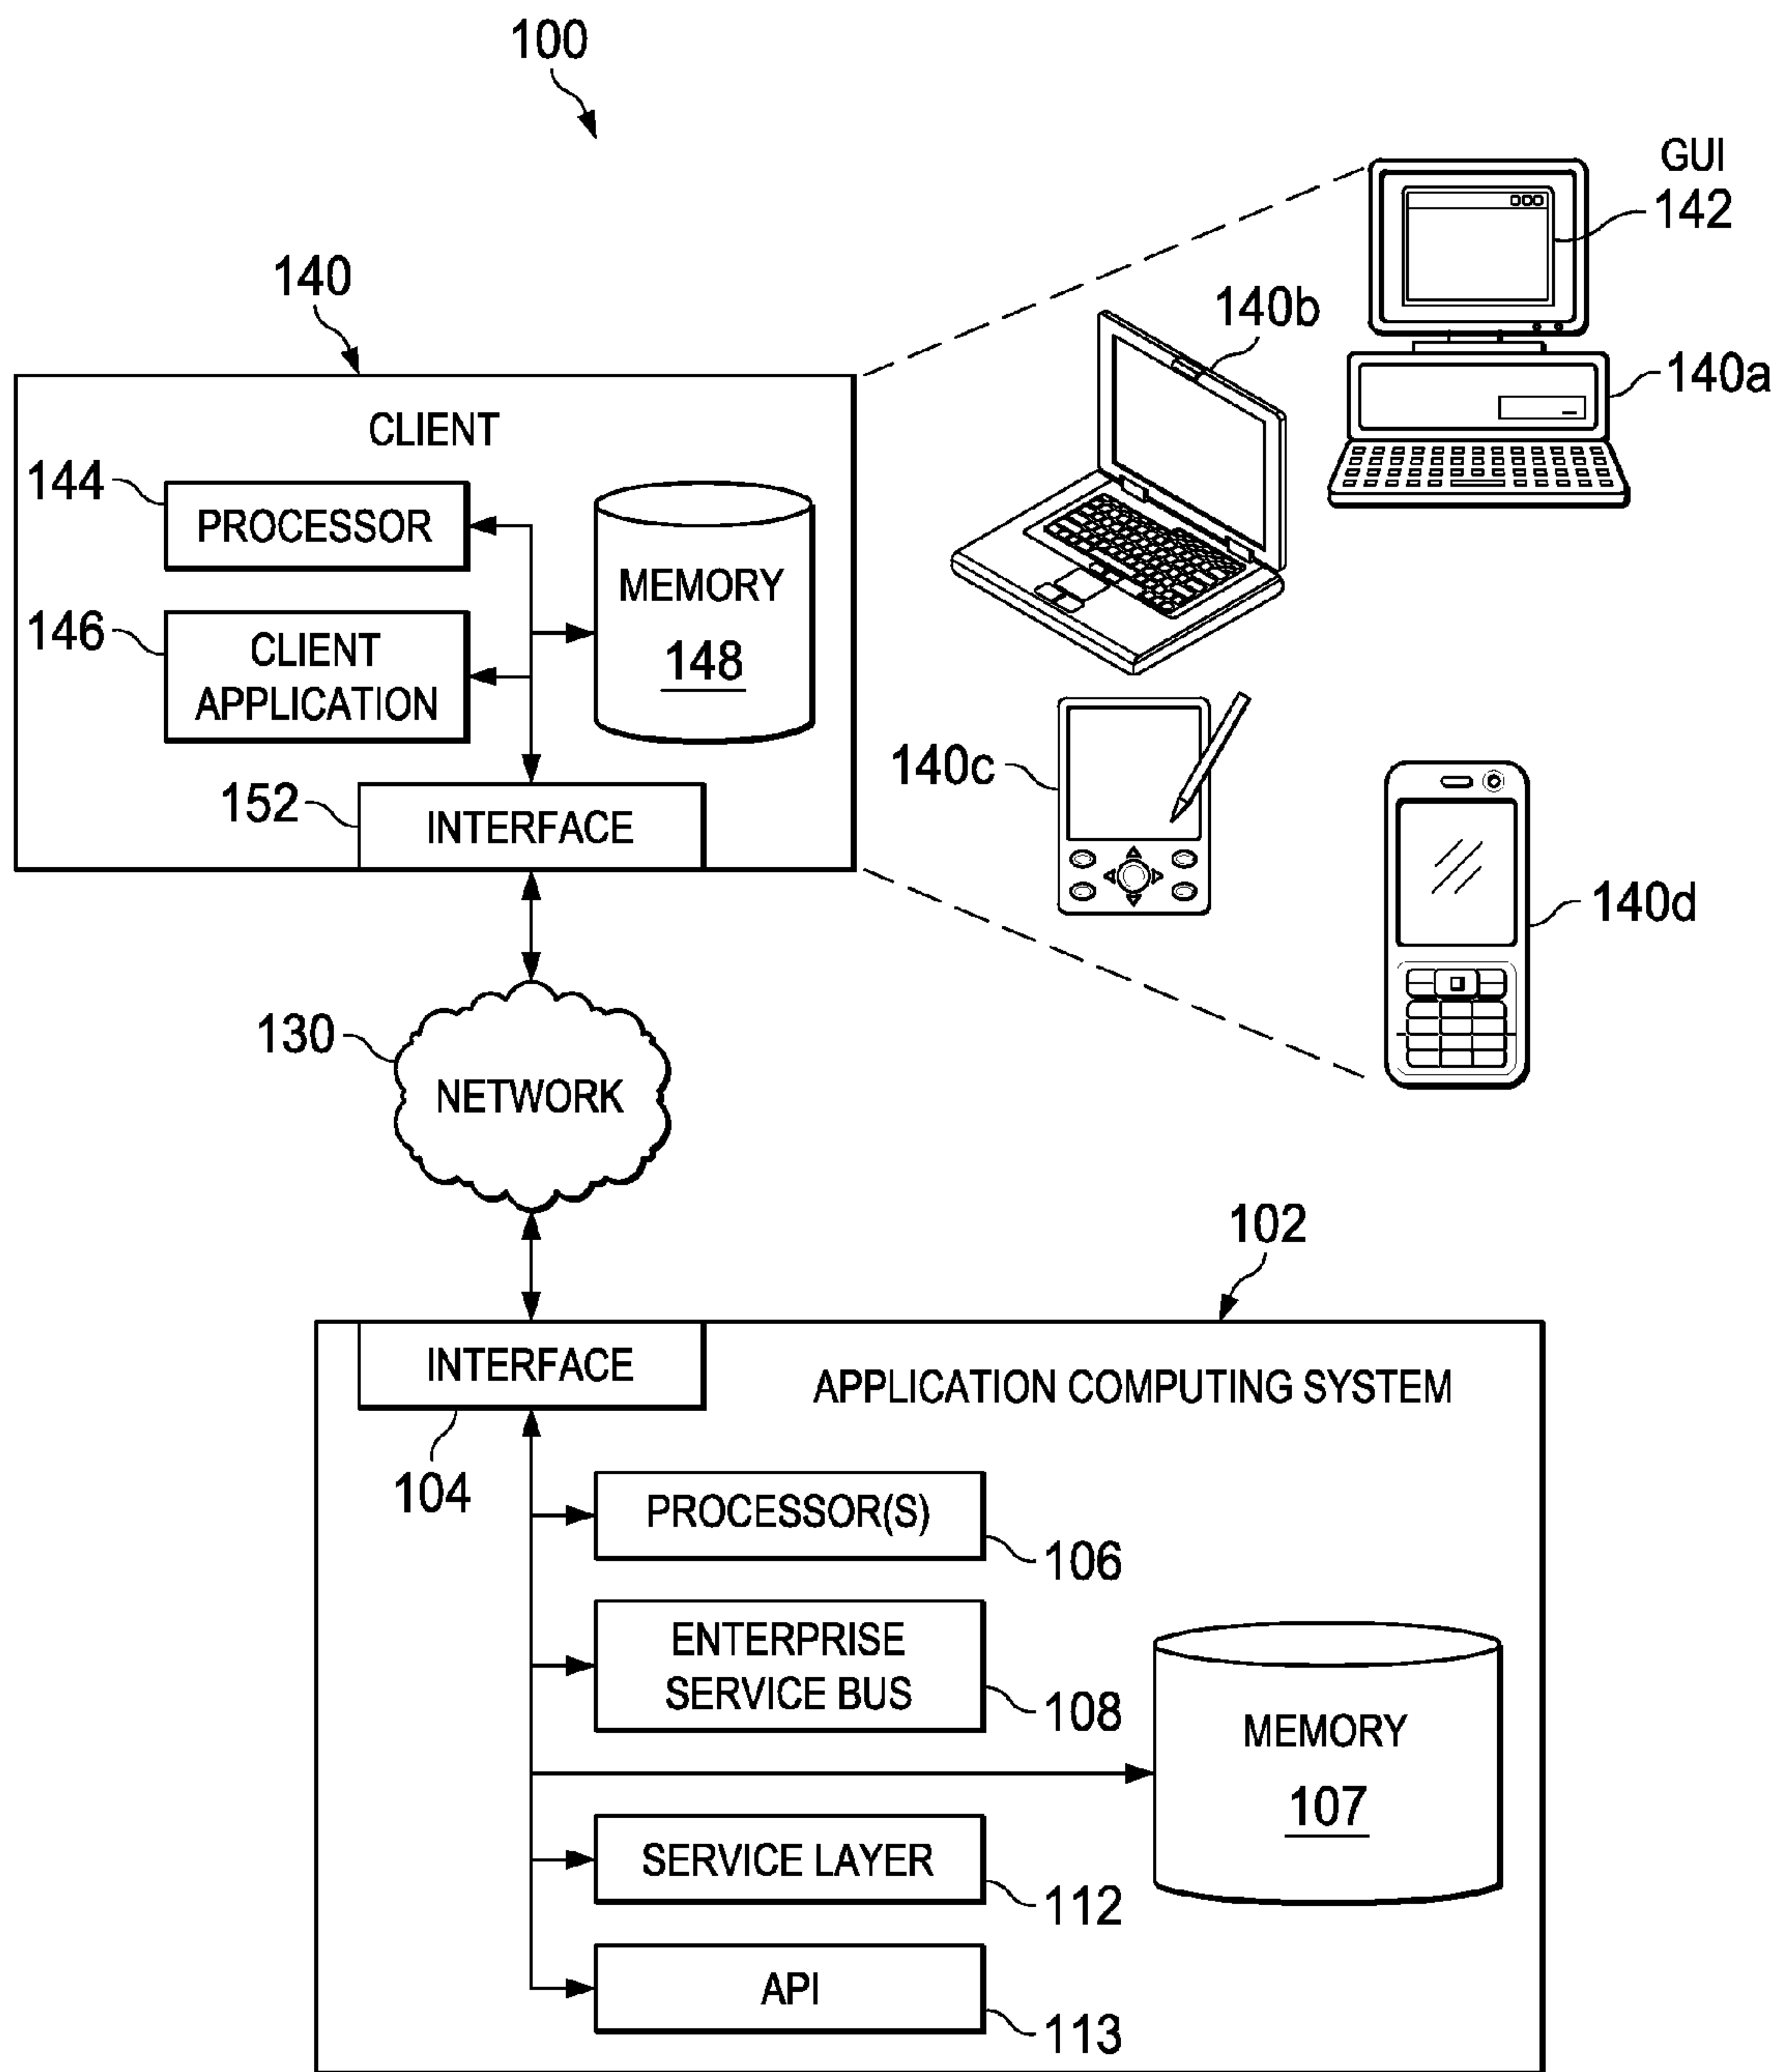 100
GUI
142
140
140b
140a
CLIENT
144
PROCESSOR
MEMORY
148
146
CLIENT
APPLICATION
140c
152
INTERFACE
140d
130
NETWORK
102
INTERFACE
APPLICATION COMPUTING SYSTEM
104
PROCESSOR(S)
106
ENTERPRISE
SERVICE BUS
108
MEMORY
107
SERVICE LAYER
112
API
113